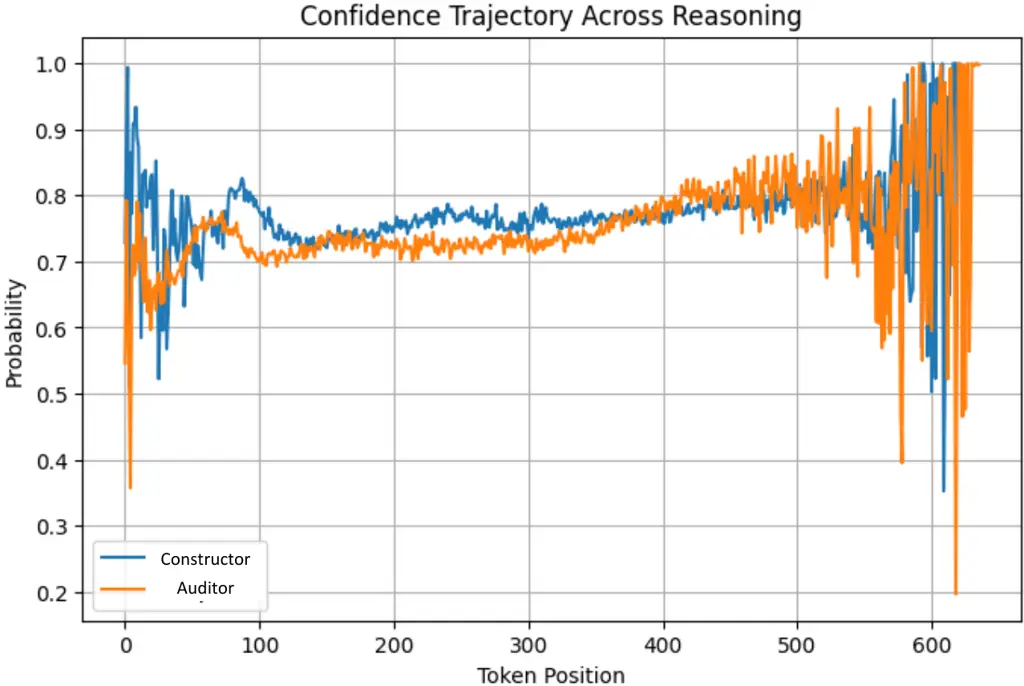 Confidence Trajectory Across Reasoning
1.0
0.9
0.8
0.7
0.6
0.5
0.4
0.3
0.2
Probability
Constructor
Auditor
0 100 200 300 400 500 600
Token Position